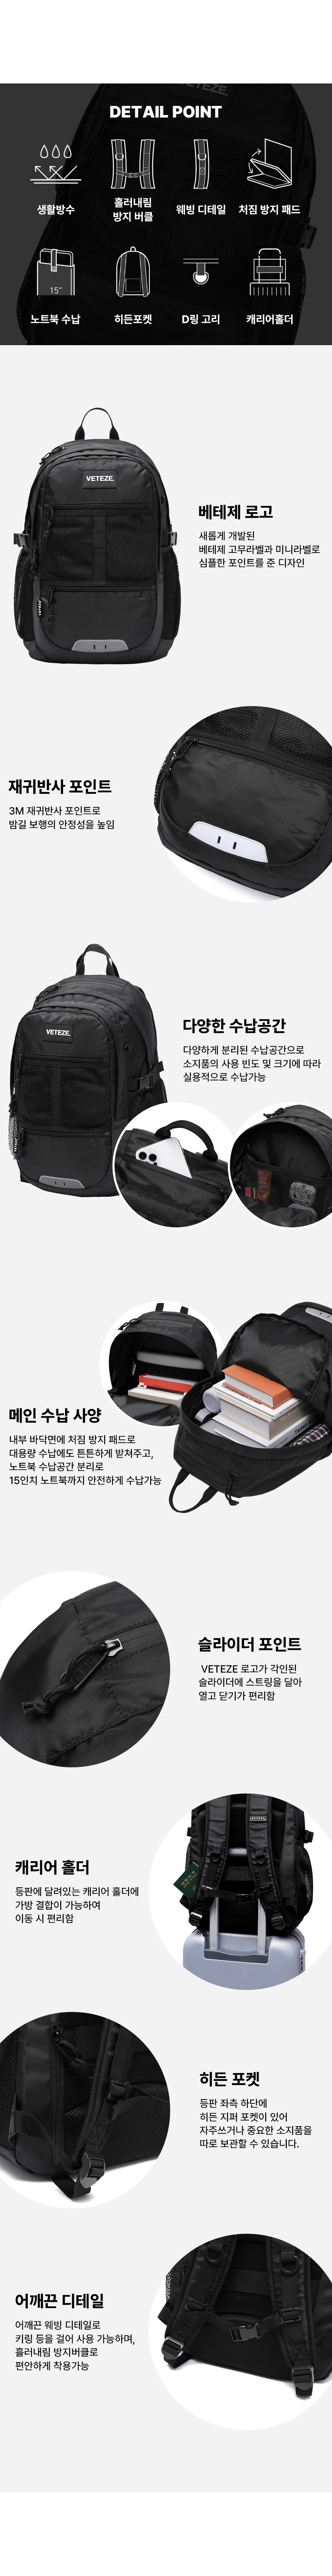 DETAIL POINT
생활방수
흘러내림
방지 버클
웨빙 디테일
처짐 방지 패드
15"
노트북 수납
히든포켓
D링 고리
캐리어홀더
VETEZE.
베테제 로고
새롭게 개발된
베테제 고무라벨과 미니라벨로
심플한 포인트를 준 디자인
재귀반사 포인트
3M 재귀반사 포인트로
밤길 보행의 안정성을 높임
VETEZE.
다양한 수납공간
다양하게 분리된 수납공간으로
소지품의 사용 빈도 및 크기에 따라
실용적으로 수납가능
메인 수납 사양
내부 바닥면에 처짐 방지 패드로
대용량 수납에도 튼튼하게 받쳐주고,
노트북 수납공간 분리로
15인치 노트북까지 안전하게 수납가능
슬라이더 포인트
VETEZE 로고가 각인된
슬라이더에 스트링을 달아
열고 닫기가 편리함
캐리어 홀더
등판에 달려있는 캐리어 홀더에
가방 결합이 가능하여
이동 시 편리함
히든 포켓
등판 좌측 하단에
히든 지퍼 포켓이 있어
자주쓰거나 중요한 소지품을
따로 보관할 수 있습니다.
어깨끈 디테일
어깨끈 웨빙 디테일로
키링 등을 걸어 사용 가능하며,
흘러내림 방지버클로
편안하게 착용가능